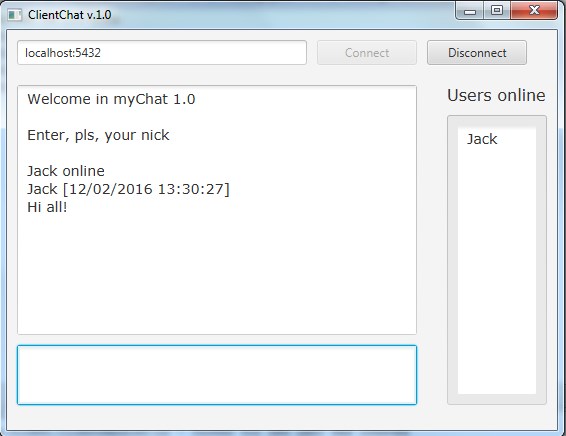 ClientChat v.1.0
localhost:5432
Connect
Disconnect
Welcome in myChat 1.0
Enter, pls, your nick
Jack online
Jack [12/02/2016 13:30:27]
Hi all!
Users online
Jack